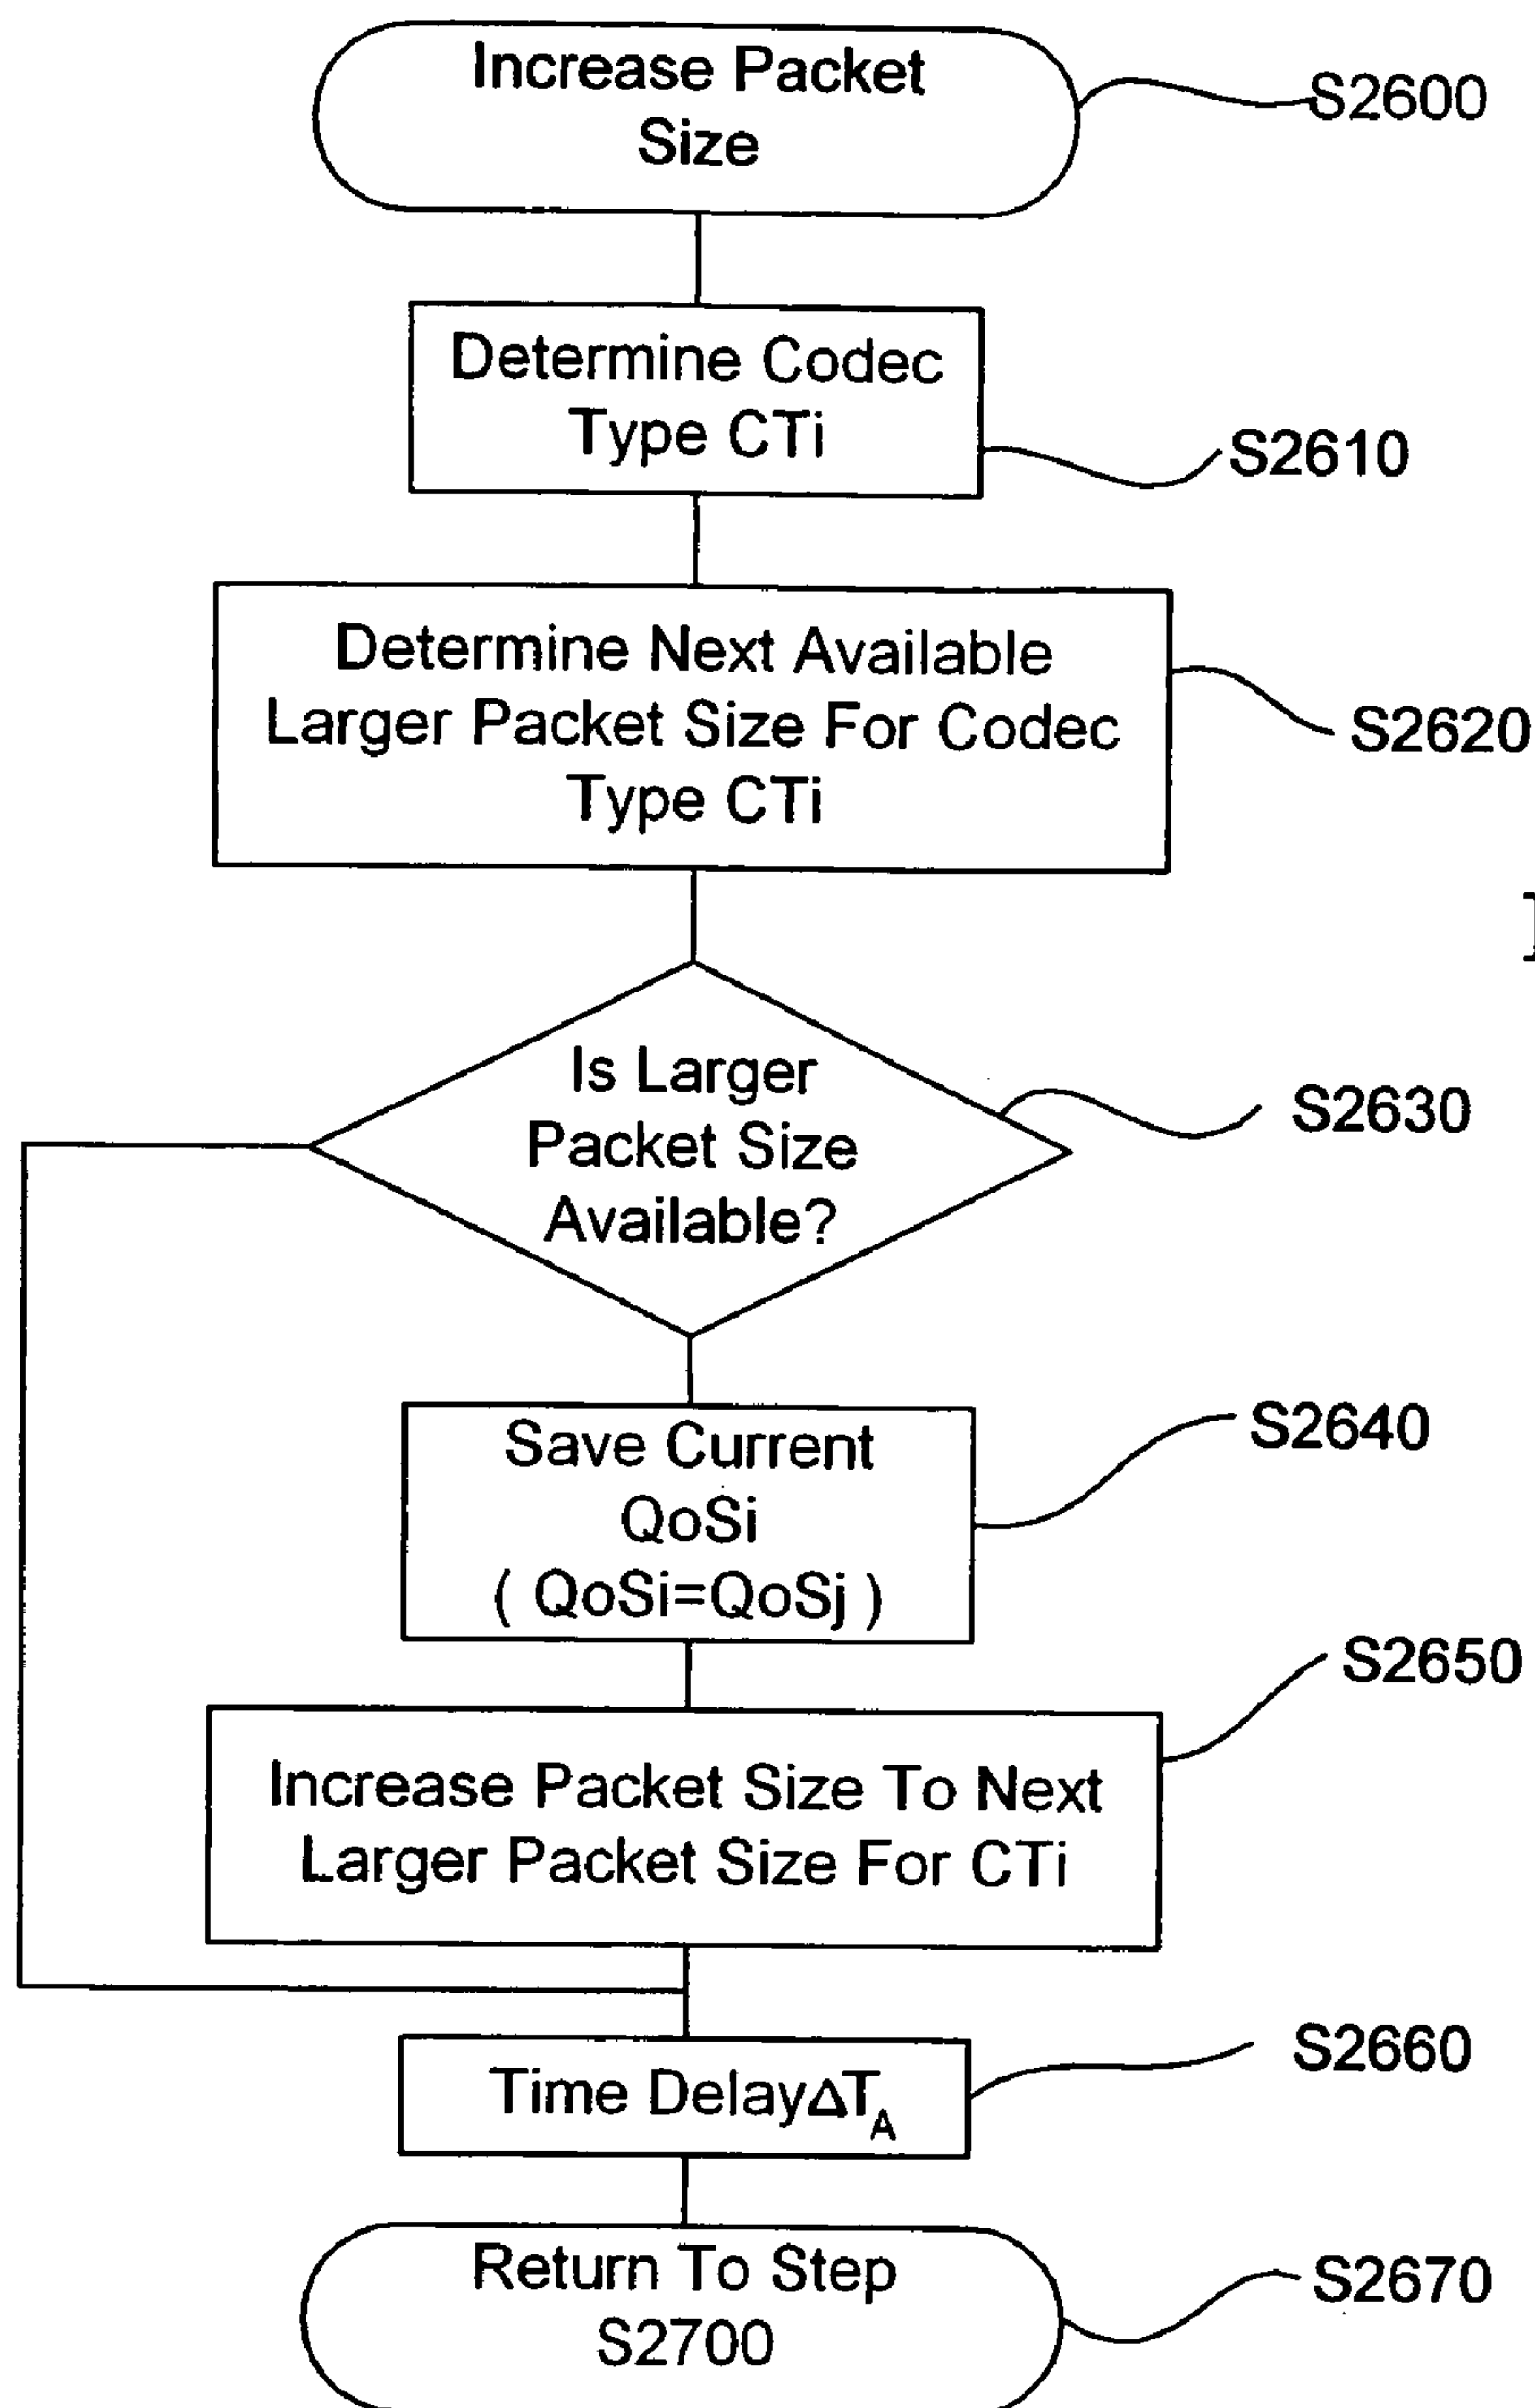 Increase Packet
Size
S2600
Determine Codec
Type CTi
S2610
Determine Next Available
Larger Packet Size For Codec
Type CTi
S2620
Is Larger
Packet Size
Available?
S2630
Save Current
QoSi
( QoSi=QoSj )
S2640
Increase Packet Size To Next
Larger Packet Size For CTi
S2650
Time Delay ΔT_A
S2660
Return To Step
S2700
S2670